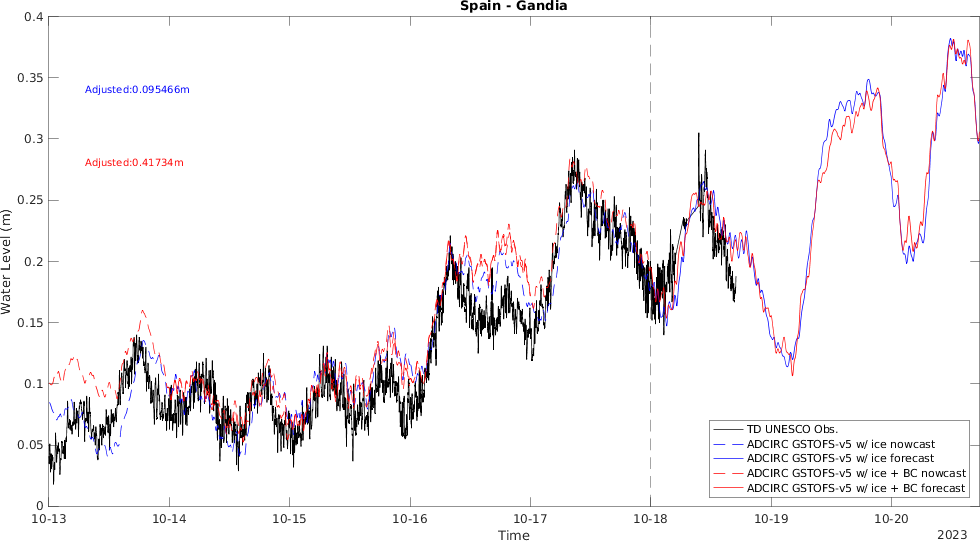 Spain - Gandia
0.4
0.35
0.3
0.25
0.2
0.15
0.1
0.05
0
Water Level (m)
Adjusted:0.095466m
Adjusted:0.41734m
TD UNESCO Obs.
ADCIRC GSTOFS-v5 w/ ice nowcast
ADCIRC GSTOFS-v5 w/ ice forecast
ADCIRC GSTOFS-v5 w/ ice + BC nowcast
ADCIRC GSTOFS-v5 w/ ice + BC forecast
10-13 10-14 10-15 10-16 10-17 10-18 10-19 10-20
Time
2023